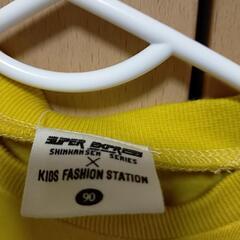 SUPER EXPRESS
SHINKANSEN SERIES
×
KIDS FASHION STATION
90